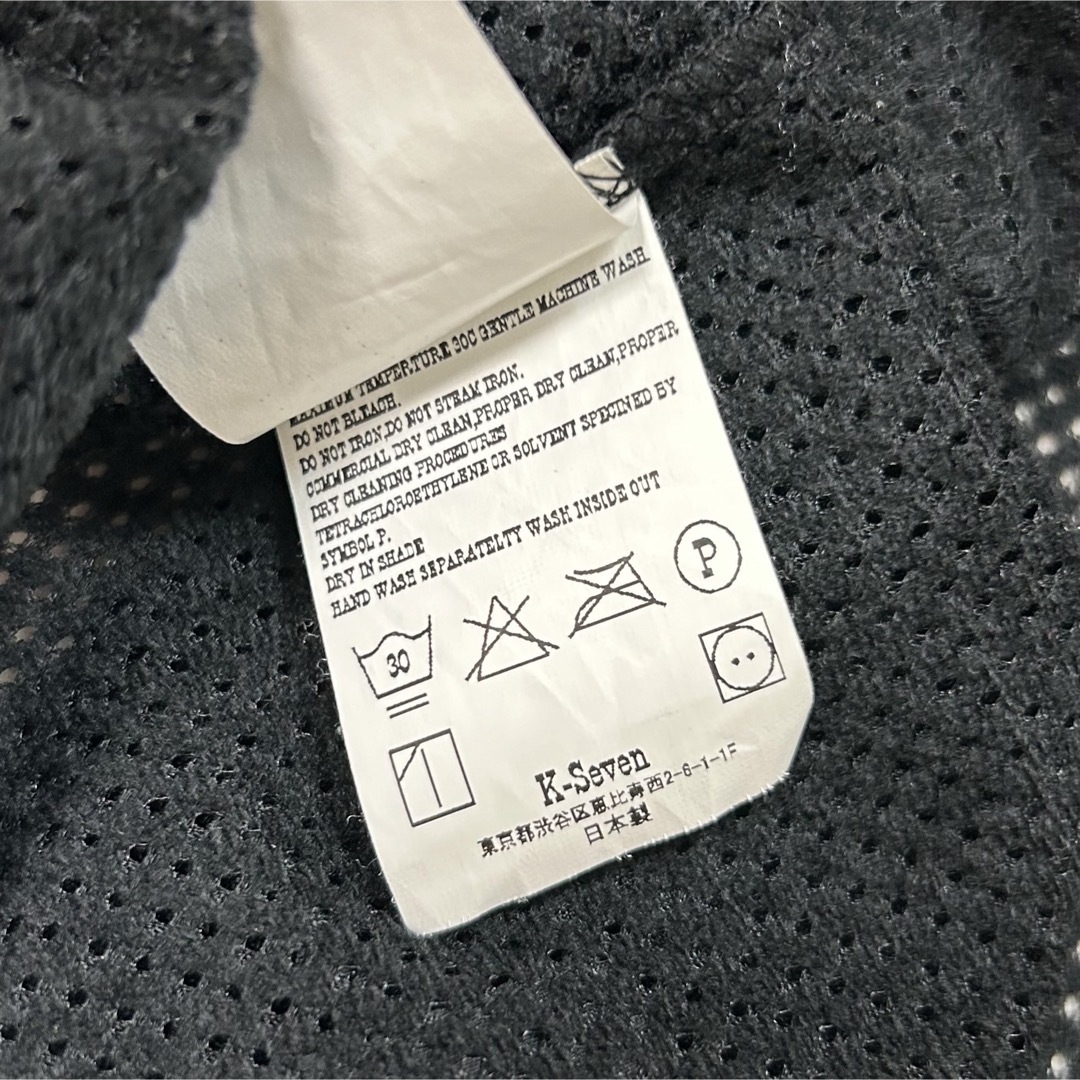 MAXIMUM TEMPERTURE 30C GENTLE MACHINE WASH
DO NOT BLEACH.
DO NOT IRON,DO NOT STEAM IRON.
COMMERCIAL DRY CLEAN,PROPER DRY CLEAN,PROPER
DRY CLEANING PROCEDURES
TETRACHLOROETHYLENE OR SOLVENT SPECINED BY
SYMBOL P.
DRY IN SHADE
HAND WASH SEPARATELTY WASH INSIDE OUT
30
P
K-Seven
東京都渋谷区恵比寿西2-6-1-1F
日本製